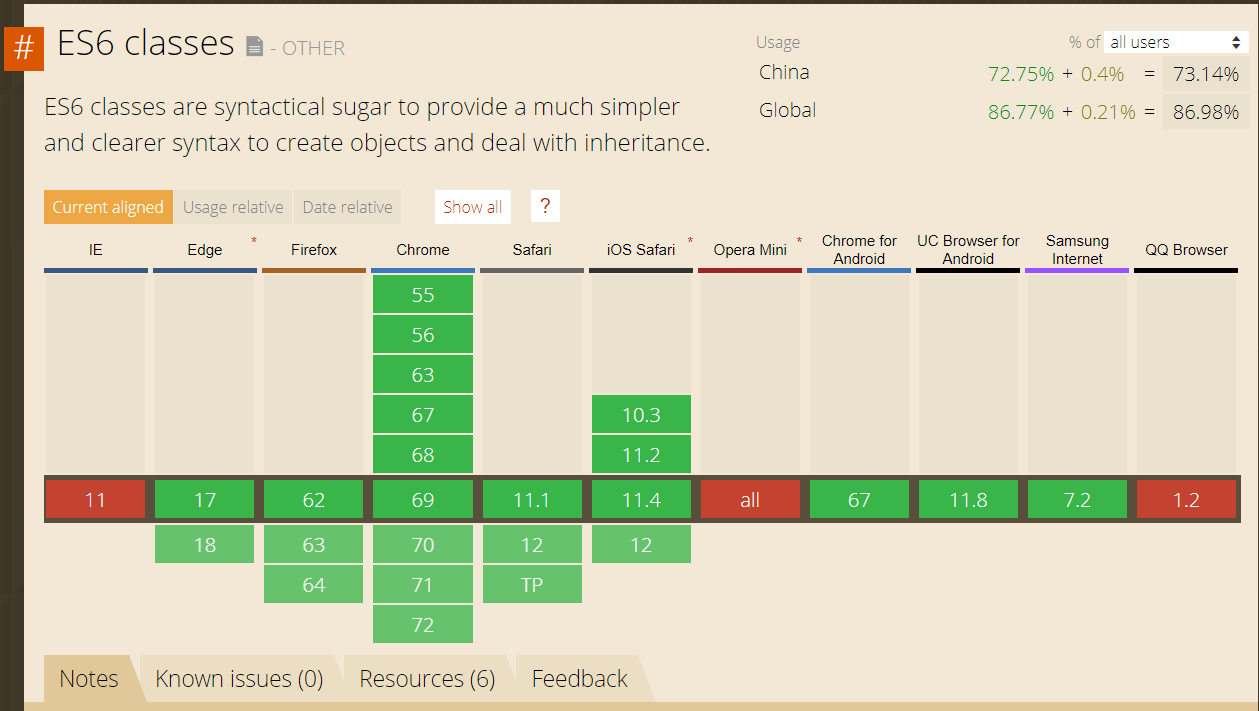 # ES6 classes - OTHER
Usage % of all users
China 72.75% + 0.4% = 73.14%
Global 86.77% + 0.21% = 86.98%
ES6 classes are syntactical sugar to provide a much simpler
and clearer syntax to create objects and deal with inheritance.
Current aligned Usage relative Date relative Show all ?
IE Edge * Firefox Chrome Safari iOS Safari * Opera Mini * Chrome for Android UC Browser for Android Samsung Internet QQ Browser
55
56
63
67 10.3
68 11.2
11 17 62 69 11.1 11.4 all 67 11.8 7.2 1.2
18 63 70 12 12
64 71 TP
72
Notes Known issues (0) Resources (6) Feedback